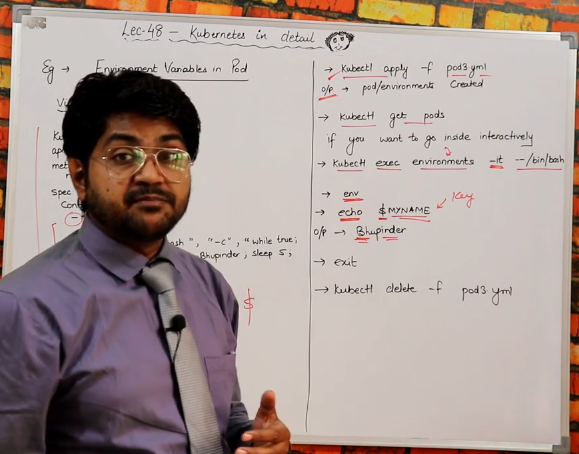 Lec-48 - Kubernetes in detail
Eg → Environment Variables in Pod
Vi
Ku
ap
met
spec
Cont
ash", "-c", "while true;
Bhupinder; sleep 5;
$
→ Kubectl apply -f pod3.yml
o/p → pod/environments Created
→ Kubectl get pods
if you want to go inside interactively
→ Kubectl exec environments -it --/bin/bash
→ env
→ echo $MYNAME Key
o/p → Bhupinder
→ exit
→ Kubectl delete -f pod3.yml